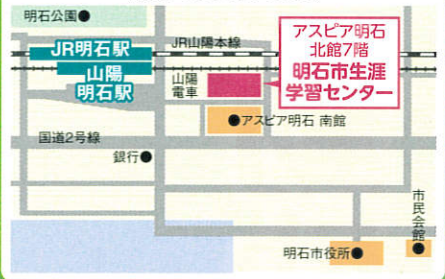 明石公園●
JR明石駅
JR山陽本線
アスピア明石
北館7階
明石市生涯
学習センター
山陽
明石駅
山陽
電車
●アスピア明石 南館
国道2号線
銀行●
市民会館●
明石市役所●